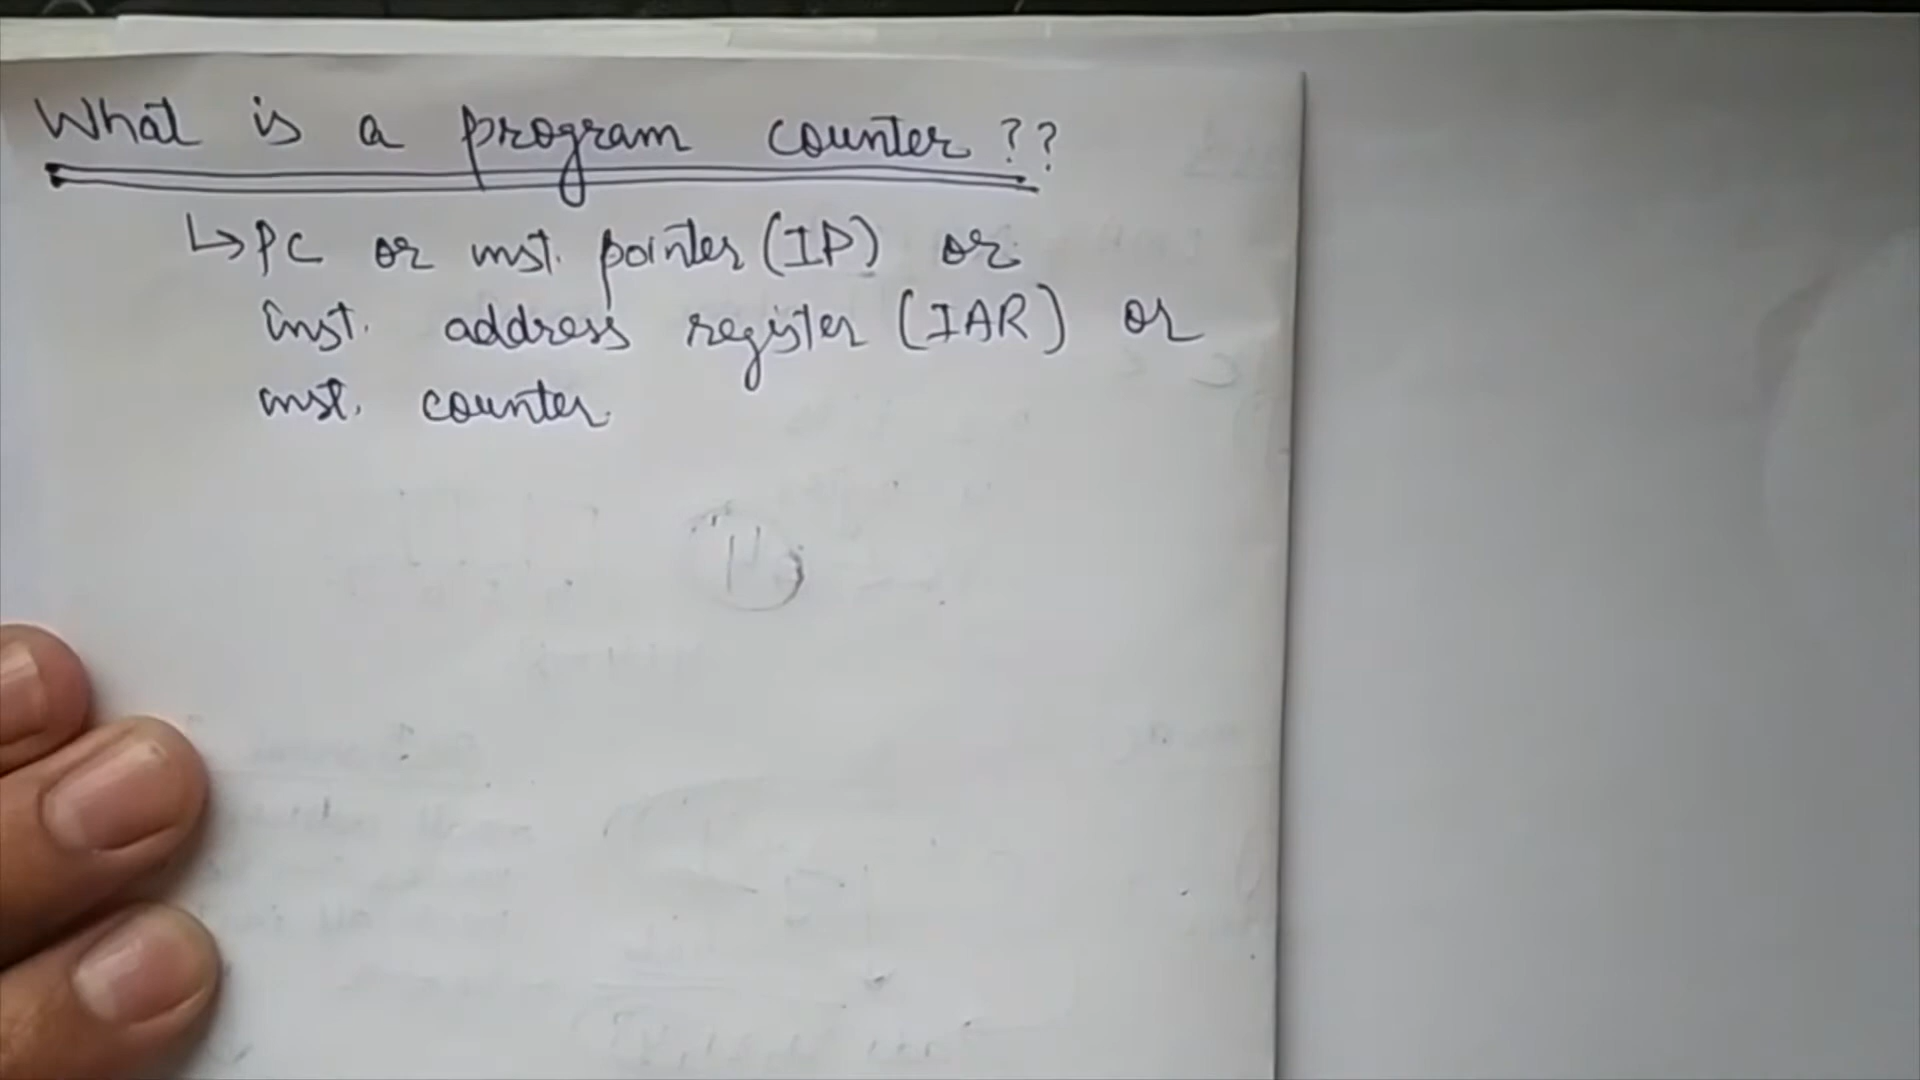 What is a program counter ??
↳ PC or inst. pointer (IP) or
inst. address register (IAR) or
inst. counter.